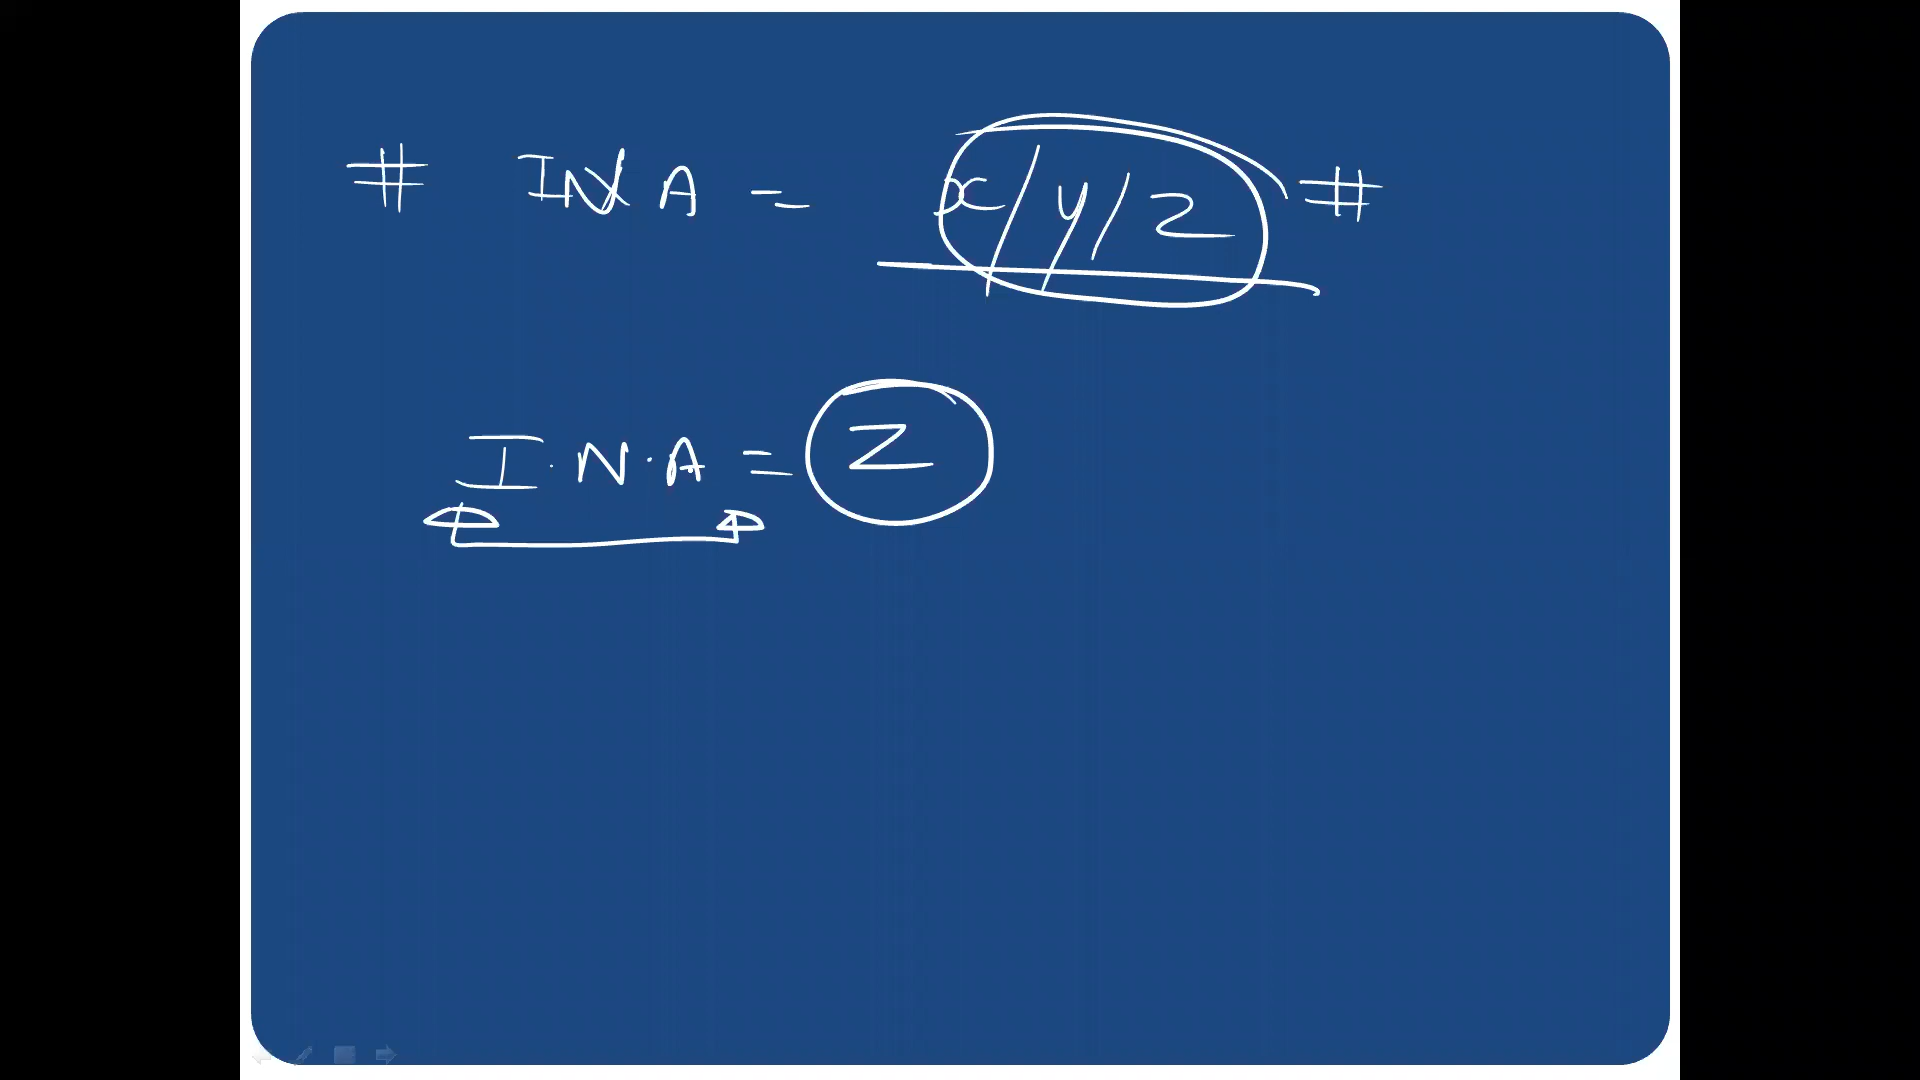 # INA = x/y/z #
I.N.A = Z